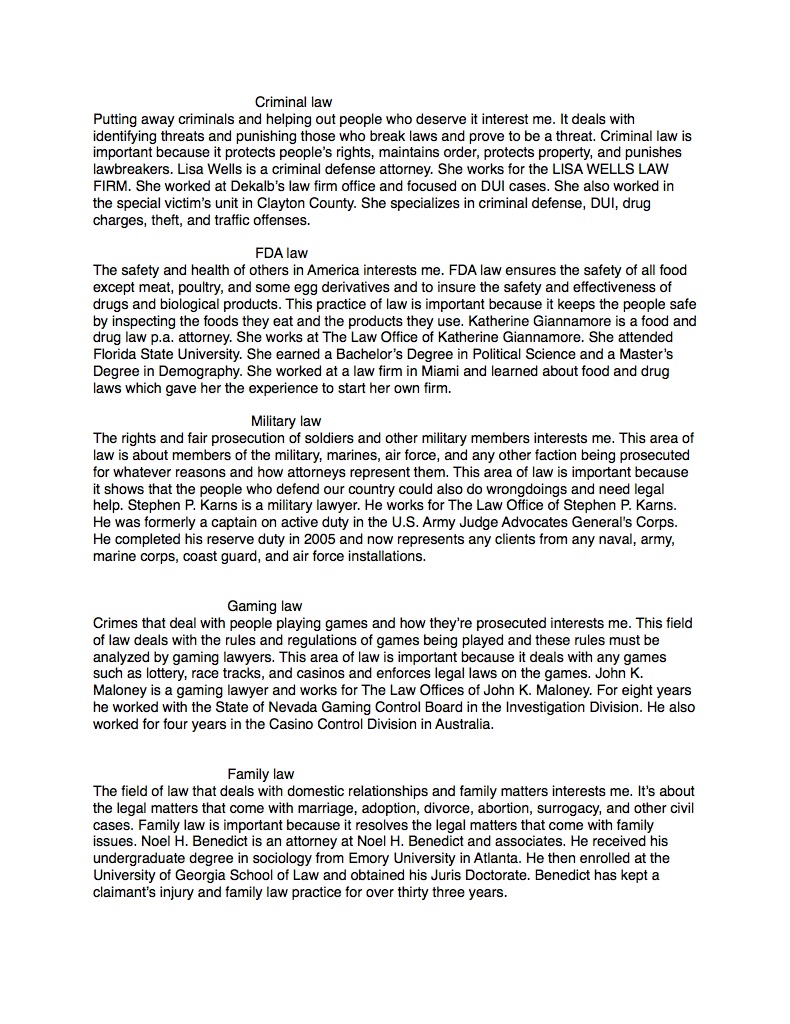 Criminal law
Putting away criminals and helping out people who deserve it interest me. It deals with
identifying threats and punishing those who break laws and prove to be a threat. Criminal law is
important because it protects people’s rights, maintains order, protects property, and punishes
lawbreakers. Lisa Wells is a criminal defense attorney. She works for the LISA WELLS LAW
FIRM. She worked at Dekalb’s law firm office and focused on DUI cases. She also worked in
the special victim’s unit in Clayton County. She specializes in criminal defense, DUI, drug
charges, theft, and traffic offenses.
FDA law
The safety and health of others in America interests me. FDA law ensures the safety of all food
except meat, poultry, and some egg derivatives and to insure the safety and effectiveness of
drugs and biological products. This practice of law is important because it keeps the people safe
by inspecting the foods they eat and the products they use. Katherine Giannamore is a food and
drug law p.a. attorney. She works at The Law Office of Katherine Giannamore. She attended
Florida State University. She earned a Bachelor’s Degree in Political Science and a Master’s
Degree in Demography. She worked at a law firm in Miami and learned about food and drug
laws which gave her the experience to start her own firm.
Military law
The rights and fair prosecution of soldiers and other military members interests me. This area of
law is about members of the military, marines, air force, and any other faction being prosecuted
for whatever reasons and how attorneys represent them. This area of law is important because
it shows that the people who defend our country could also do wrongdoings and need legal
help. Stephen P. Karns is a military lawyer. He works for The Law Office of Stephen P. Karns.
He was formerly a captain on active duty in the U.S. Army Judge Advocates General’s Corps.
He completed his reserve duty in 2005 and now represents any clients from any naval, army,
marine corps, coast guard, and air force installations.
Gaming law
Crimes that deal with people playing games and how they’re prosecuted interests me. This field
of law deals with the rules and regulations of games being played and these rules must be
analyzed by gaming lawyers. This area of law is important because it deals with any games
such as lottery, race tracks, and casinos and enforces legal laws on the games. John K.
Maloney is a gaming lawyer and works for The Law Offices of John K. Maloney. For eight years
he worked with the State of Nevada Gaming Control Board in the Investigation Division. He also
worked for four years in the Casino Control Division in Australia.
Family law
The field of law that deals with domestic relationships and family matters interests me. It’s about
the legal matters that come with marriage, adoption, divorce, abortion, surrogacy, and other civil
cases. Family law is important because it resolves the legal matters that come with family
issues. Noel H. Benedict is an attorney at Noel H. Benedict and associates. He received his
undergraduate degree in sociology from Emory University in Atlanta. He then enrolled at the
University of Georgia School of Law and obtained his Juris Doctorate. Benedict has kept a
claimant’s injury and family law practice for over thirty three years.